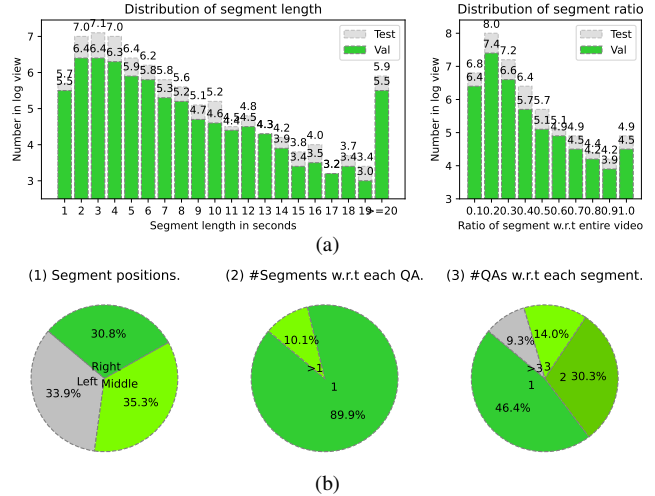 Distribution of segment length
Number in log view
7
6
5
4
3
5.7 7.0 7.1 7.0 6.4 6.2 5.8 5.6 5.1 5.2 4.8 4.3 4.2 3.8 4.0 3.2 3.7 3.4 5.9
5.5 6.4 6.4 6.3 5.9 5.8 5.3 5.2 4.7 4.6 4.4 4.5 4.3 3.9 3.4 3.5 3.2 3.4 3.0 5.5
Test
Val
1 2 3 4 5 6 7 8 9 10 11 12 13 14 15 16 17 18 19 >=20
Segment length in seconds
Distribution of segment ratio
Number in log view
8
7
6
5
4
3
6.8 8.0 7.2 6.4 5.7 5.1 4.9 4.4 4.2 4.9
6.4 7.4 6.6 5.7 5.1 4.9 4.5 4.2 3.9 4.5
Test
Val
0.1 0.2 0.3 0.4 0.5 0.6 0.7 0.8 0.9 1.0
Ratio of segment w.r.t entire video
(a)
(1) Segment positions.
30.8%
Right
Left
Middle
33.9%
35.3%
(2) #Segments w.r.t each QA.
10.1%
>1
1
89.9%
(3) #QAs w.r.t each segment.
9.3%
14.0%
>3
3
2
30.3%
1
46.4%
(b)